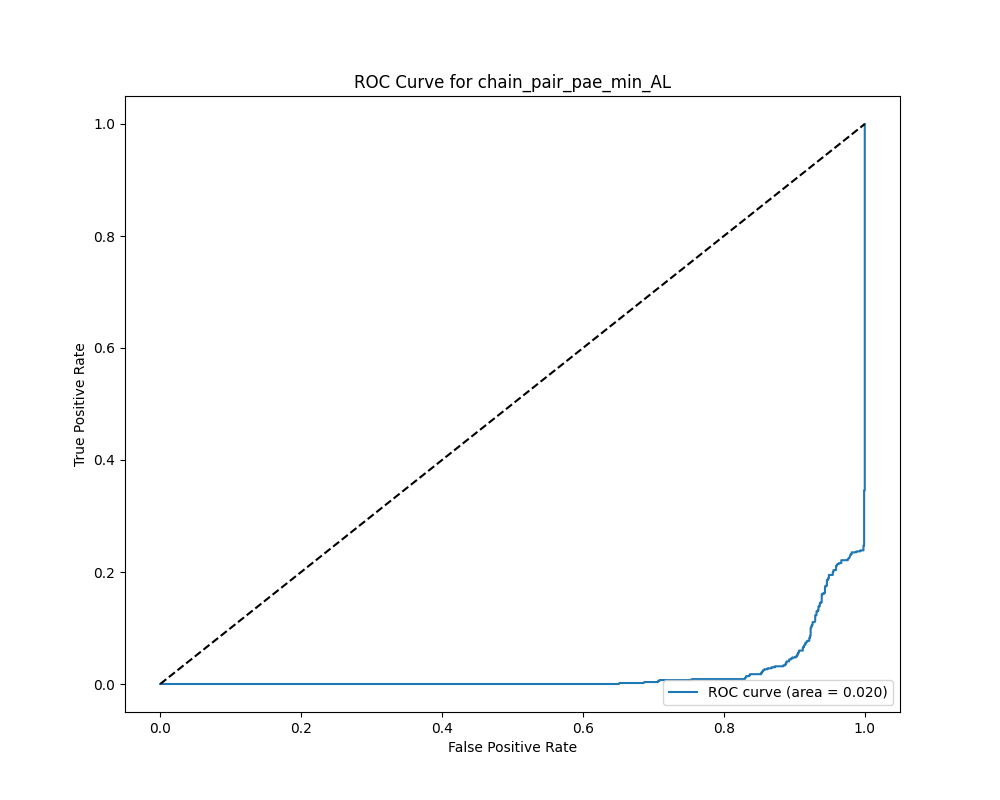 ROC Curve for chain_pair_pae_min_AL
1.0
0.8
0.6
0.4
0.2
0.0
True Positive Rate
ROC curve (area = 0.020)
0.0 0.2 0.4 0.6 0.8 1.0
False Positive Rate